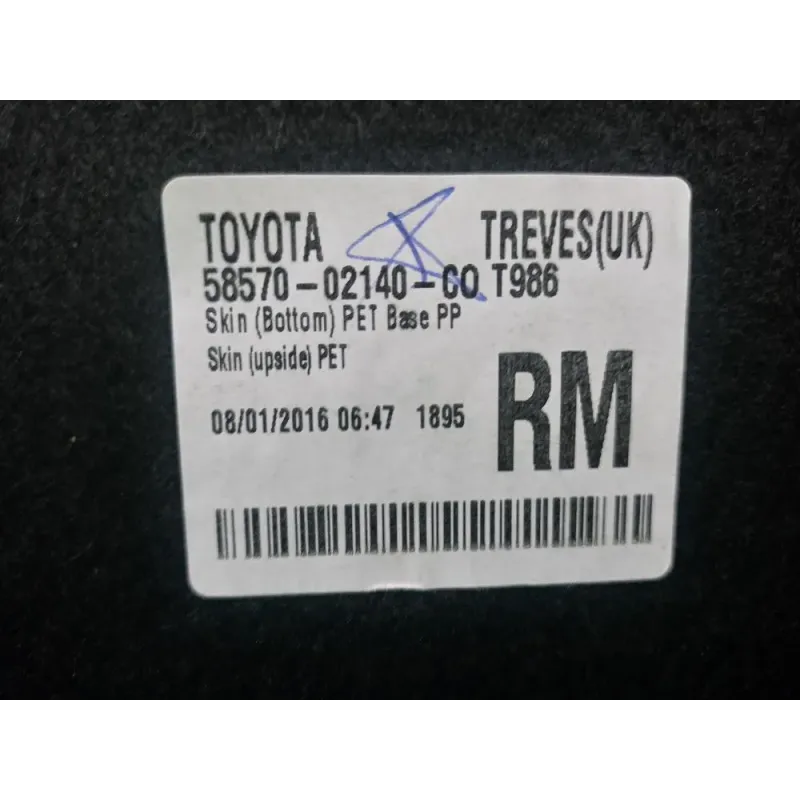 TOYOTA TREVES(UK)
58570-02140-C0 T986
Skin (Bottom) PET Base PP
Skin (upside) PET
RM
08/01/2016 06:47 1895